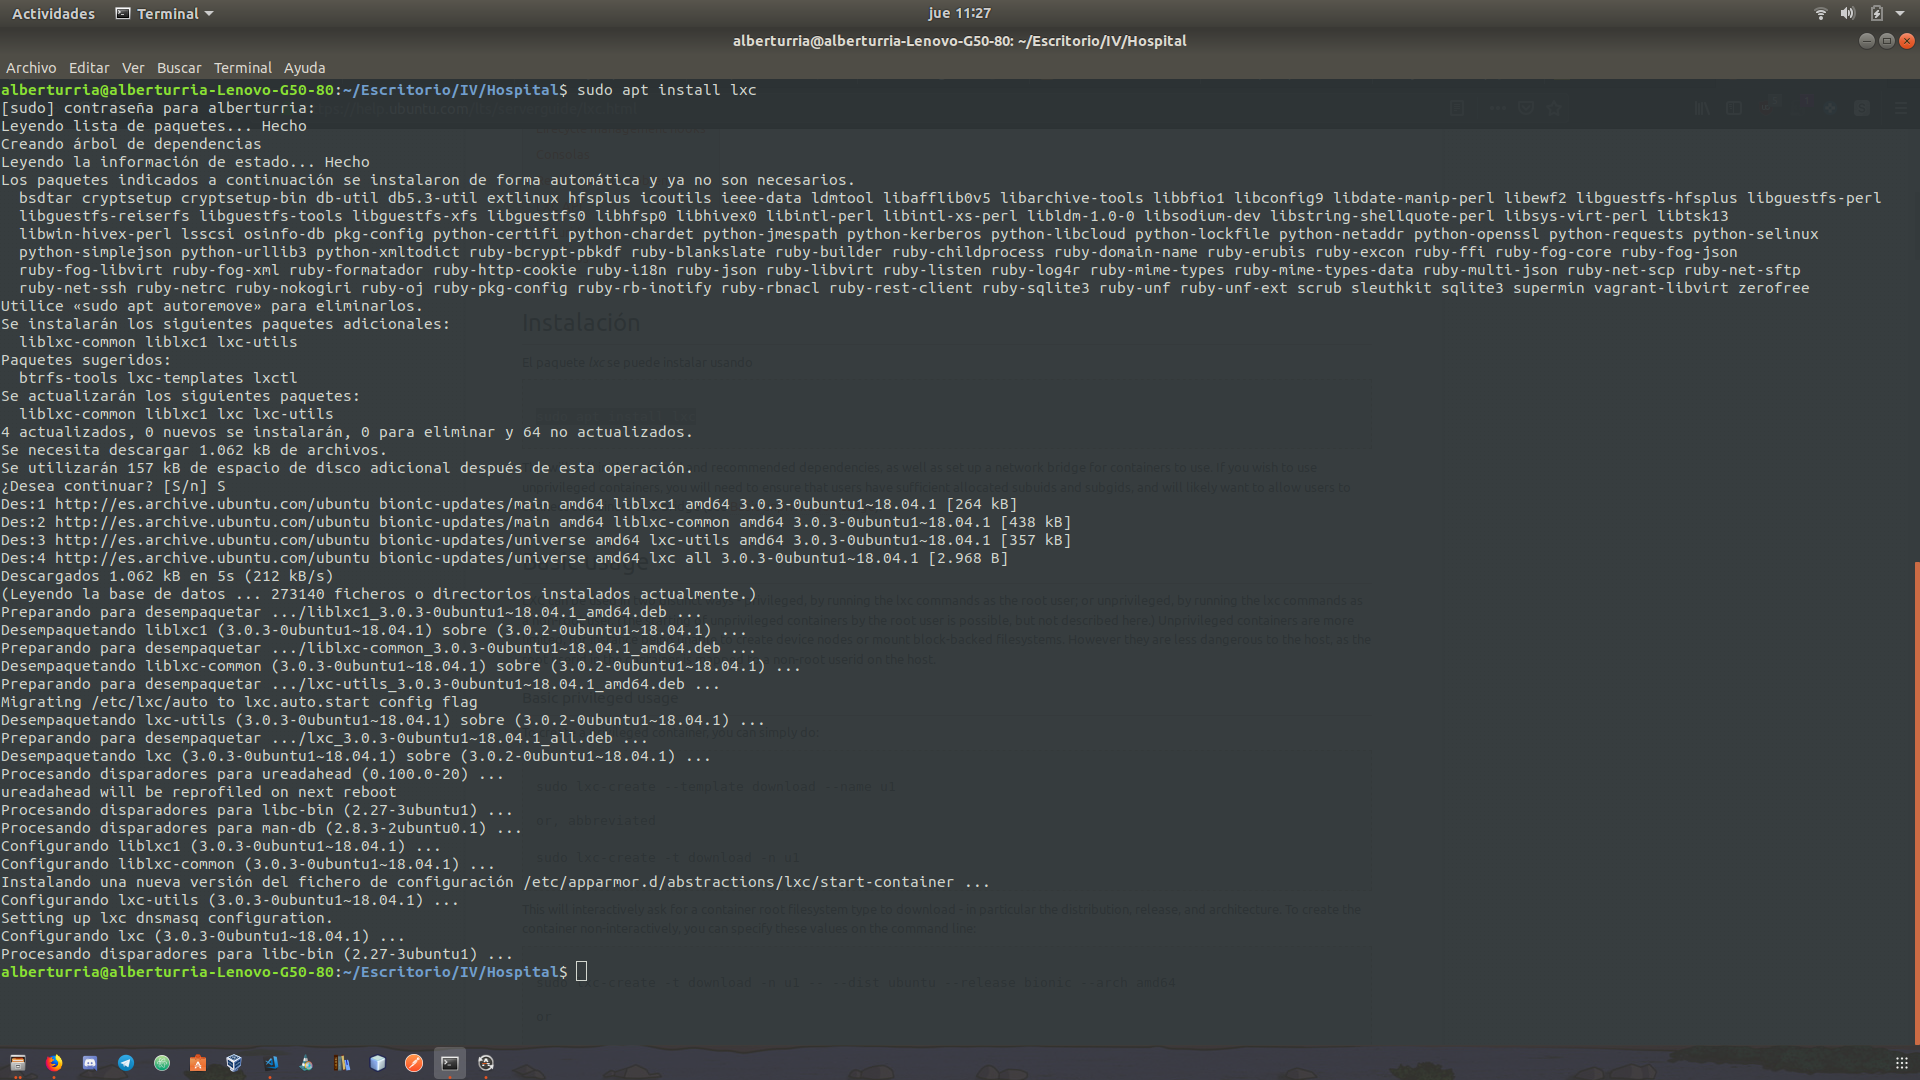 Actividades Terminal jue 11:27
alberturria@alberturria-Lenovo-G50-80: ~/Escritorio/IV/Hospital
Archivo Editar Ver Buscar Terminal Ayuda
alberturria@alberturria-Lenovo-G50-80:~/Escritorio/IV/Hospital$ sudo apt install lxc
[sudo] contraseña para alberturria:
Leyendo lista de paquetes... Hecho
Creando árbol de dependencias
Leyendo la información de estado... Hecho
Los paquetes indicados a continuación se instalaron de forma automática y ya no son necesarios.
bsdtar cryptsetup cryptsetup-bin db-util db5.3-util extlinux hfsplus icoutils ieee-data ldmtool libafflib0v5 libarchive-tools libbfio1 libconfig9 libdate-manip-perl libewf2 libguestfs-hfsplus libguestfs-perl
libguestfs-reiserfs libguestfs-tools libguestfs-xfs libguestfs0 libhfsp0 libhivex0 libintl-perl libintl-xs-perl libldm-1.0-0 libsodium-dev libstring-shellquote-perl libsys-virt-perl libtsk13
libwin-hivex-perl lsscsi osinfo-db pkg-config python-certifi python-chardet python-jmespath python-kerberos python-libcloud python-lockfile python-netaddr python-openssl python-requests python-selinux
python-simplejson python-urllib3 python-xmltodict ruby-bcrypt-pbkdf ruby-blankslate ruby-builder ruby-childprocess ruby-domain-name ruby-erubis ruby-excon ruby-ffi ruby-fog-core ruby-fog-json
ruby-fog-libvirt ruby-fog-xml ruby-formatador ruby-http-cookie ruby-i18n ruby-json ruby-libvirt ruby-listen ruby-log4r ruby-mime-types ruby-mime-types-data ruby-multi-json ruby-net-scp ruby-net-sftp
ruby-net-ssh ruby-netrc ruby-nokogiri ruby-oj ruby-pkg-config ruby-rb-inotify ruby-rbnacl ruby-rest-client ruby-sqlite3 ruby-unf ruby-unf-ext scrub sleuthkit sqlite3 supermin vagrant-libvirt zerofree
Utilice «sudo apt autoremove» para eliminarlos.
Se instalarán los siguientes paquetes adicionales:
liblxc-common liblxc1 lxc-utils
Paquetes sugeridos:
btrfs-tools lxc-templates lxctl
Se actualizarán los siguientes paquetes:
liblxc-common liblxc1 lxc lxc-utils
4 actualizados, 0 nuevos se instalarán, 0 para eliminar y 64 no actualizados.
Se necesita descargar 1.062 kB de archivos.
Se utilizarán 157 kB de espacio de disco adicional después de esta operación.
¿Desea continuar? [S/n] S
Des:1 http://es.archive.ubuntu.com/ubuntu bionic-updates/main amd64 liblxc1 amd64 3.0.3-0ubuntu1~18.04.1 [264 kB]
Des:2 http://es.archive.ubuntu.com/ubuntu bionic-updates/main amd64 liblxc-common amd64 3.0.3-0ubuntu1~18.04.1 [438 kB]
Des:3 http://es.archive.ubuntu.com/ubuntu bionic-updates/universe amd64 lxc-utils amd64 3.0.3-0ubuntu1~18.04.1 [357 kB]
Des:4 http://es.archive.ubuntu.com/ubuntu bionic-updates/universe amd64 lxc all 3.0.3-0ubuntu1~18.04.1 [2.968 B]
Descargados 1.062 kB en 5s (212 kB/s)
(Leyendo la base de datos ... 273140 ficheros o directorios instalados actualmente.)
Preparando para desempaquetar .../liblxc1_3.0.3-0ubuntu1~18.04.1_amd64.deb ...
Desempaquetando liblxc1 (3.0.3-0ubuntu1~18.04.1) sobre (3.0.2-0ubuntu1~18.04.1) ...
Preparando para desempaquetar .../liblxc-common_3.0.3-0ubuntu1~18.04.1_amd64.deb ...
Desempaquetando liblxc-common (3.0.3-0ubuntu1~18.04.1) sobre (3.0.2-0ubuntu1~18.04.1) ...
Preparando para desempaquetar .../lxc-utils_3.0.3-0ubuntu1~18.04.1_amd64.deb ...
Migrating /etc/lxc/auto to lxc.auto.start config flag
Desempaquetando lxc-utils (3.0.3-0ubuntu1~18.04.1) sobre (3.0.2-0ubuntu1~18.04.1) ...
Preparando para desempaquetar .../lxc_3.0.3-0ubuntu1~18.04.1_all.deb ...
Desempaquetando lxc (3.0.3-0ubuntu1~18.04.1) sobre (3.0.2-0ubuntu1~18.04.1) ...
Procesando disparadores para ureadahead (0.100.0-20) ...
ureadahead will be reprofiled on next reboot
Procesando disparadores para libc-bin (2.27-3ubuntu1) ...
Procesando disparadores para man-db (2.8.3-2ubuntu0.1) ...
Configurando liblxc1 (3.0.3-0ubuntu1~18.04.1) ...
Configurando liblxc-common (3.0.3-0ubuntu1~18.04.1) ...
Instalando una nueva versión del fichero de configuración /etc/apparmor.d/abstractions/lxc/start-container ...
Configurando lxc-utils (3.0.3-0ubuntu1~18.04.1) ...
Setting up lxc dnsmasq configuration.
Configurando lxc (3.0.3-0ubuntu1~18.04.1) ...
Procesando disparadores para libc-bin (2.27-3ubuntu1) ...
alberturria@alberturria-Lenovo-G50-80:~/Escritorio/IV/Hospital$